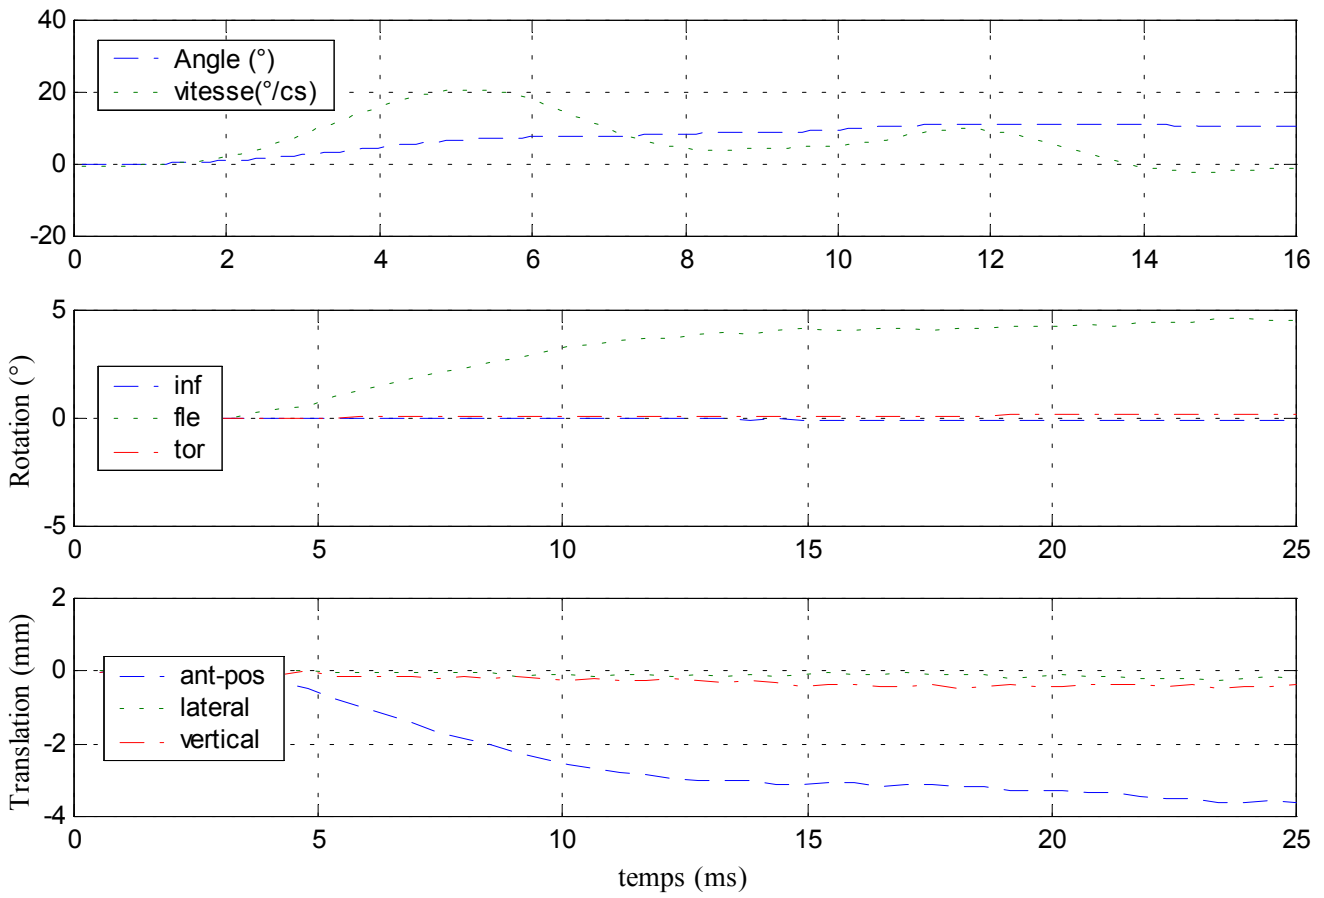 40
20
0
-20
Angle (°)
vitesse(°/cs)
0 2 4 6 8 10 12 14 16
Rotation (°)
5
0
-5
inf
fle
tor
0 5 10 15 20 25
Translation (mm)
2
0
-2
-4
ant-pos
lateral
vertical
0 5 10 15 20 25
temps (ms)